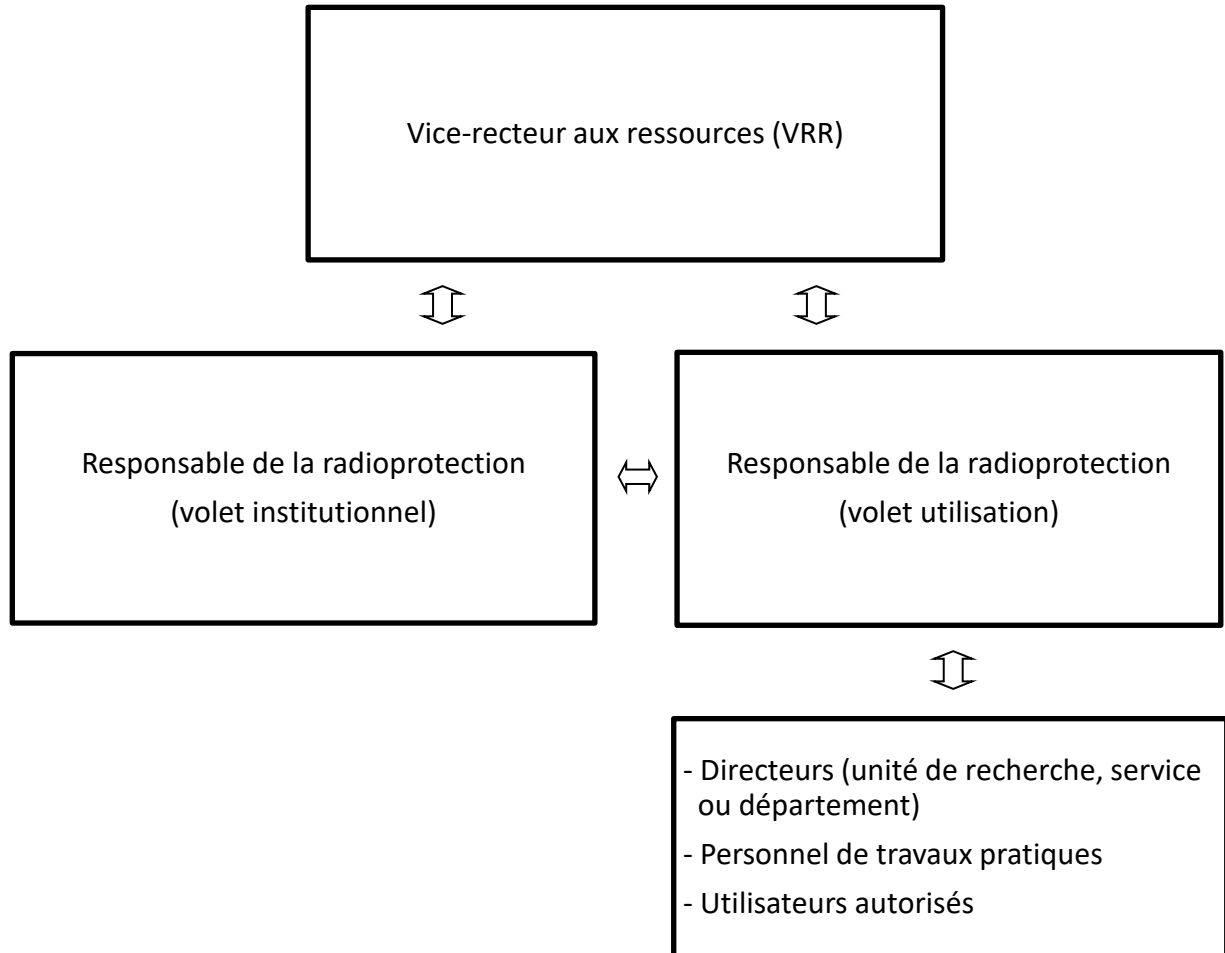 Vice-recteur aux ressources (VRR)
Responsable de la radioprotection
(volet institutionnel)
Responsable de la radioprotection
(volet utilisation)
- Directeurs (unité de recherche, service
ou département)
- Personnel de travaux pratiques
- Utilisateurs autorisés